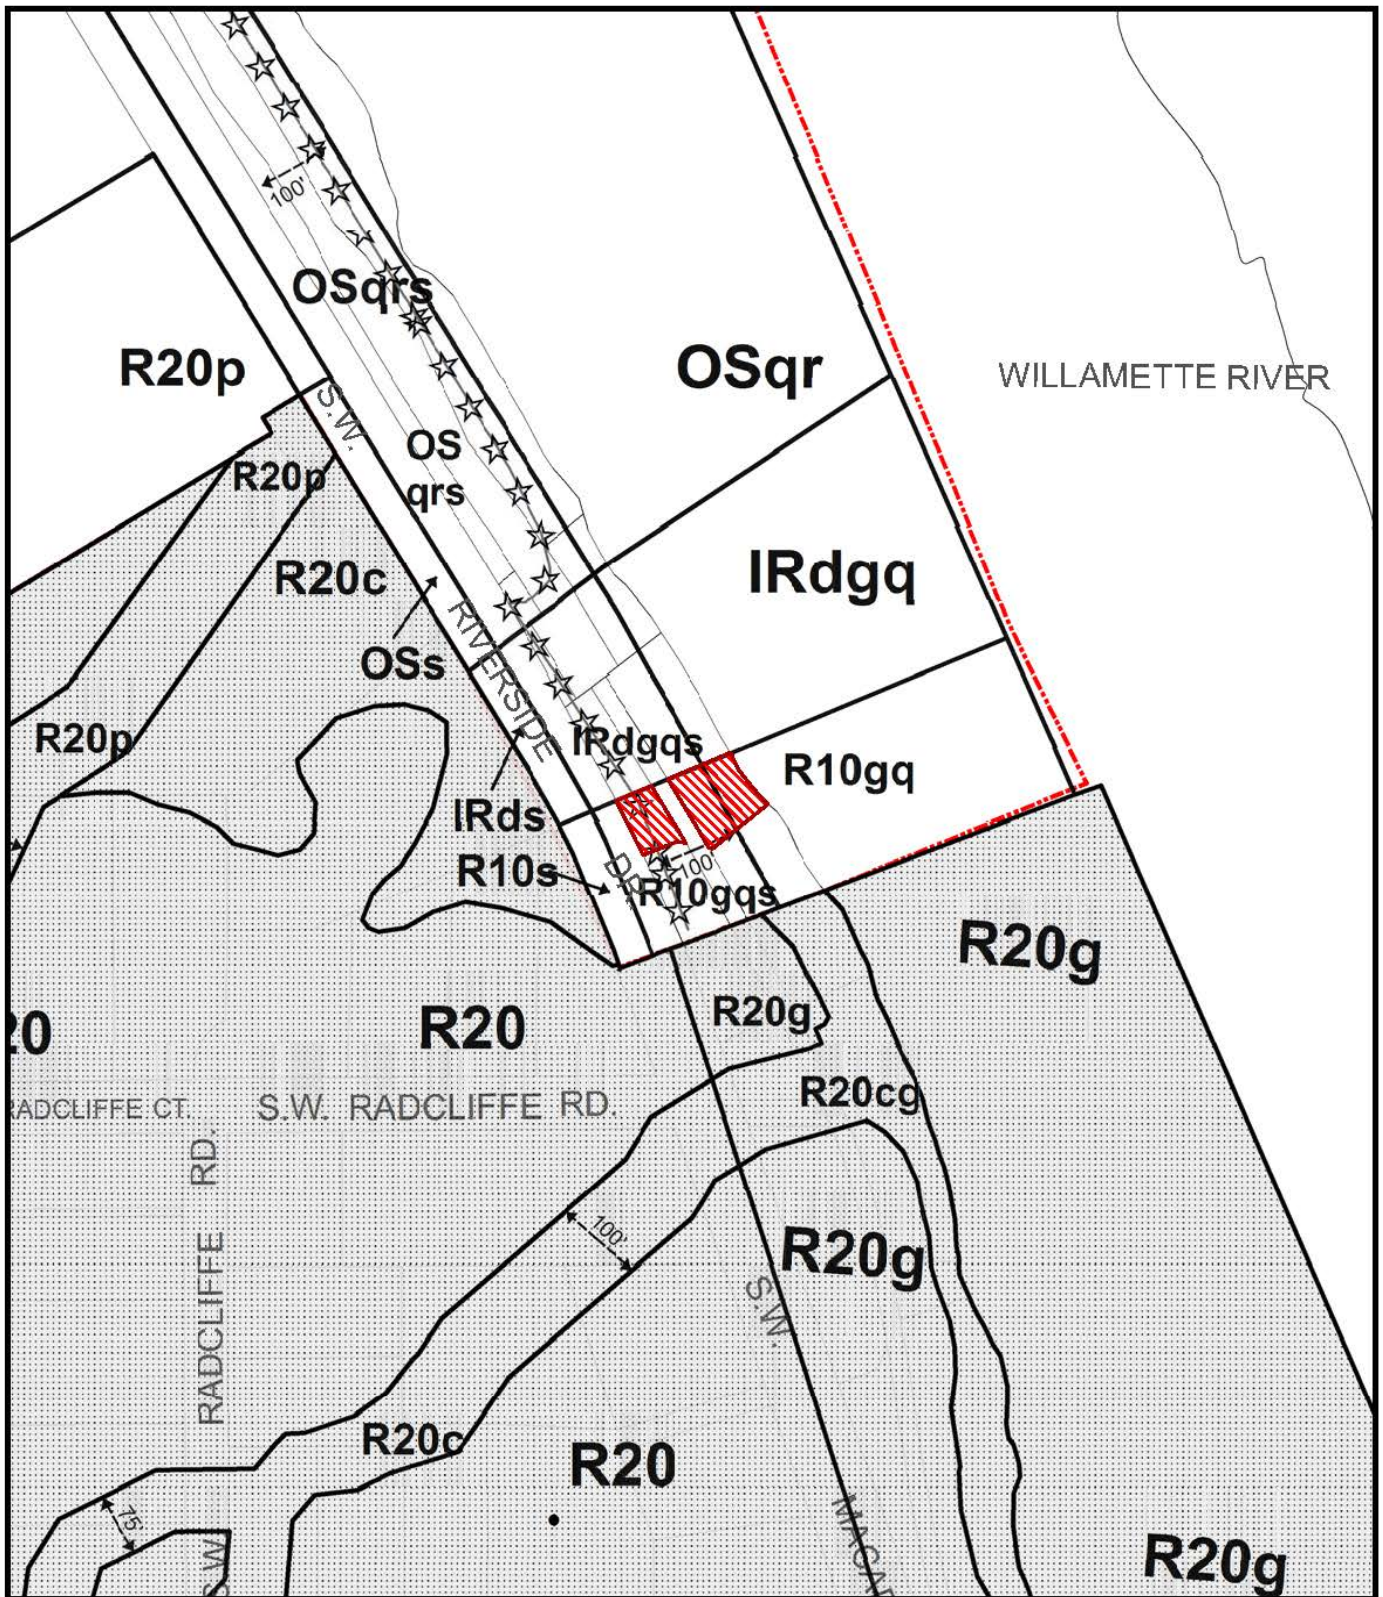 100'
OSqrs
R20p
OSqr
WILLAMETTE RIVER
S.W.
OS
qrs
R20p
R20c
IRdgq
OSs
RIVERSIDE
R20p
IRdgqs
R10gq
IRds
R10s
DR.
100'
R10gqs
R20g
R20g
R20
20
R20cg
RADCLIFFE CT.
S.W. RADCLIFFE RD.
RADCLIFFE RD.
100'
R20g
S.W.
R20c
R20
75'
S.W.
MACA
R20g